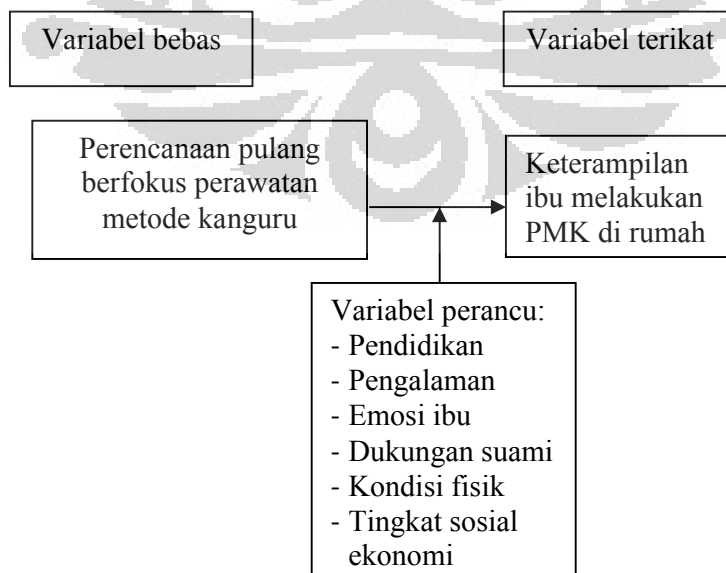 Variabel bebas
Variabel terikat
Perencanaan pulang
berfokus perawatan
metode kanguru
Keterampilan
ibu melakukan
PMK di rumah
Variabel perancu:
- Pendidikan
- Pengalaman
- Emosi ibu
- Dukungan suami
- Kondisi fisik
- Tingkat sosial
ekonomi